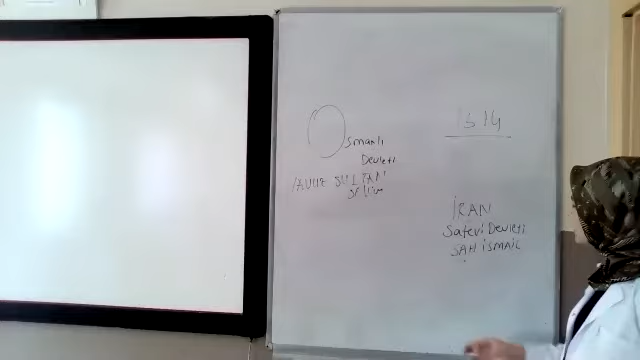 Osmanlı
Devleti
YAVUZ SULTAN
SELİM
1514
İRAN
Safevi Devleti
ŞAH İSMAİL